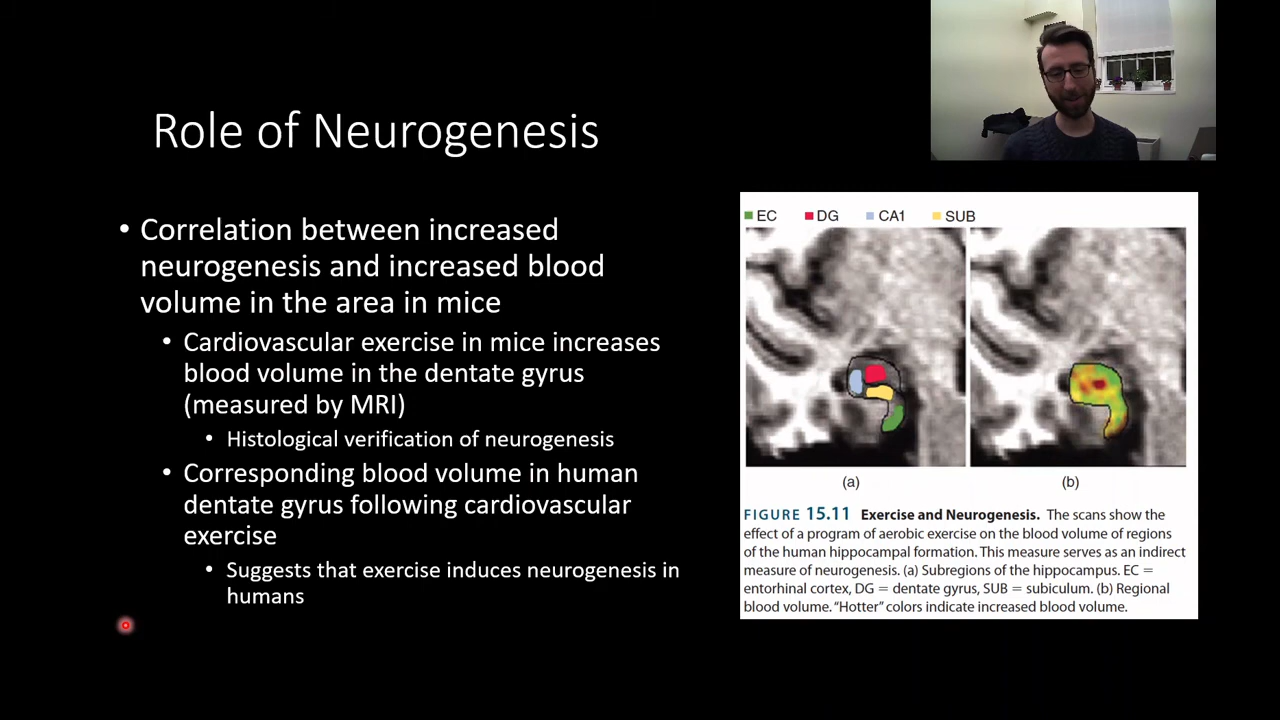 Role of Neurogenesis
• Correlation between increased
neurogenesis and increased blood
volume in the area in mice
• Cardiovascular exercise in mice increases
blood volume in the dentate gyrus
(measured by MRI)
• Histological verification of neurogenesis
• Corresponding blood volume in human
dentate gyrus following cardiovascular
exercise
• Suggests that exercise induces neurogenesis in
humans
EC DG CA1 SUB
(a) (b)
FIGURE 15.11 Exercise and Neurogenesis. The scans show the
effect of a program of aerobic exercise on the blood volume of regions
of the human hippocampal formation. This measure serves as an indirect
measure of neurogenesis. (a) Subregions of the hippocampus. EC =
entorhinal cortex, DG = dentate gyrus, SUB = subiculum. (b) Regional
blood volume. “Hotter” colors indicate increased blood volume.